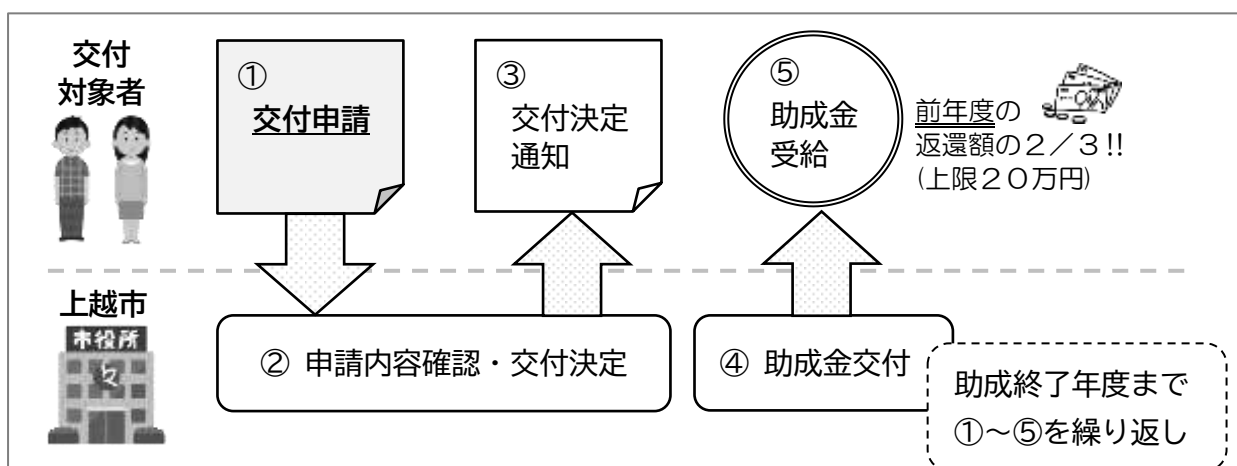 交付
対象者
①
交付申請
③
交付決定
通知
⑤
助成金
受給
前年度の
返還額の２／３!!
(上限２０万円)
上越市
市役所
② 申請内容確認・交付決定
④ 助成金交付
助成終了年度まで
①～⑤を繰り返し